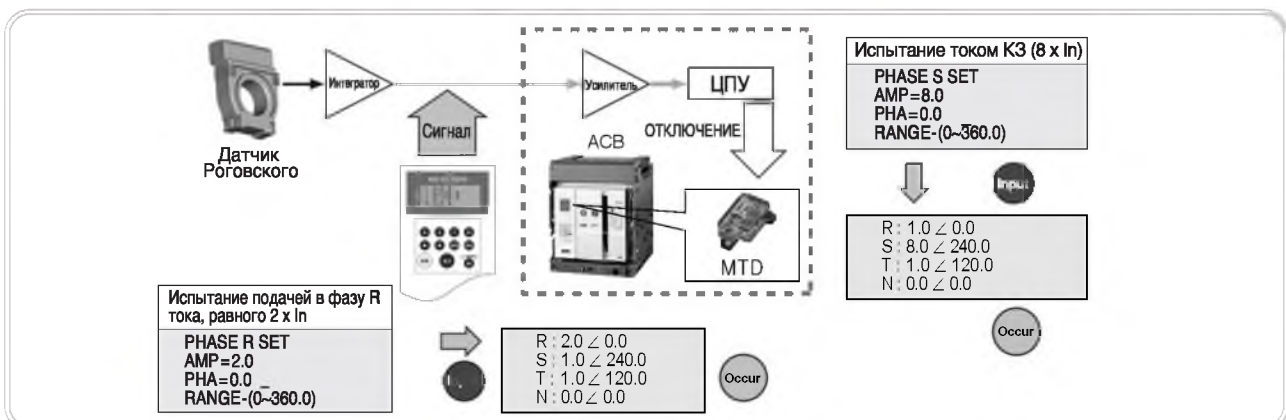 Датчик
Роговского
Интегратор
Сигнал
Усилитель
ЦПУ
ОТКЛЮЧЕНИЕ
ACB
MTD
Испытание подачей в фазу R
тока, равного 2 x In
PHASE R SET
AMP=2.0
PHA=0.0 _
RANGE-(0~360.0)
R : 2.0 ∠ 0.0
S : 1.0 ∠ 240.0
T : 1.0 ∠ 120.0
N : 0.0 ∠ 0.0
Occur
Испытание током КЗ (8 x In)
PHASE S SET
AMP=8.0
PHA=0.0
RANGE-(0~360.0)
Input
R : 1.0 ∠ 0.0
S : 8.0 ∠ 240.0
T : 1.0 ∠ 120.0
N : 0.0 ∠ 0.0
Occur